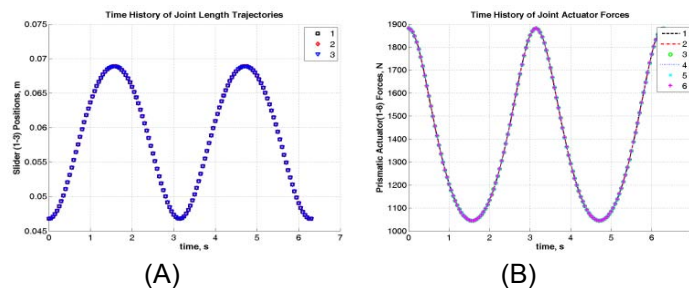 Time History of Joint Length Trajectories
0.075
0.07
0.065
0.06
0.055
0.05
0.045
Slider (1-3) Positions, m
0 1 2 3 4 5 6 7
time, s
1
2
3
(A)
Time History of Joint Actuator Forces
1900
1800
1700
1600
1500
1400
1300
1200
1100
1000
Prismatic Actuator(1-6) Forces, N
0 1 2 3 4 5 6
time, s
1
2
3
4
5
6
(B)